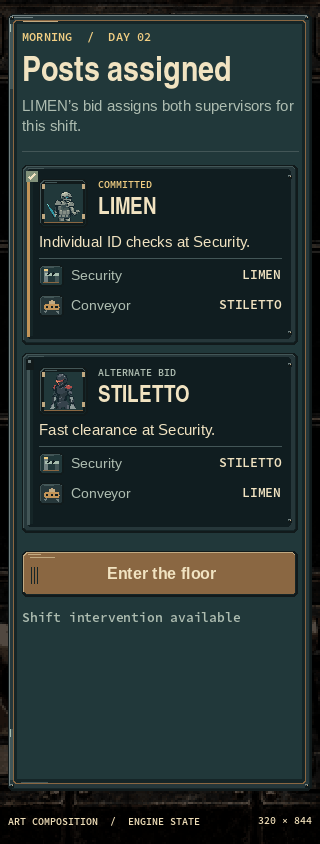 MORNING / DAY 02
Posts assigned
LIMEN's bid assigns both supervisors for
this shift.
COMMITTED
LIMEN
Individual ID checks at Security.
Security LIMEN
Conveyor STILETTO
ALTERNATE BID
STILETTO
Fast clearance at Security.
Security STILETTO
Conveyor LIMEN
Enter the floor
Shift intervention available
ART COMPOSITION / ENGINE STATE 320 × 844